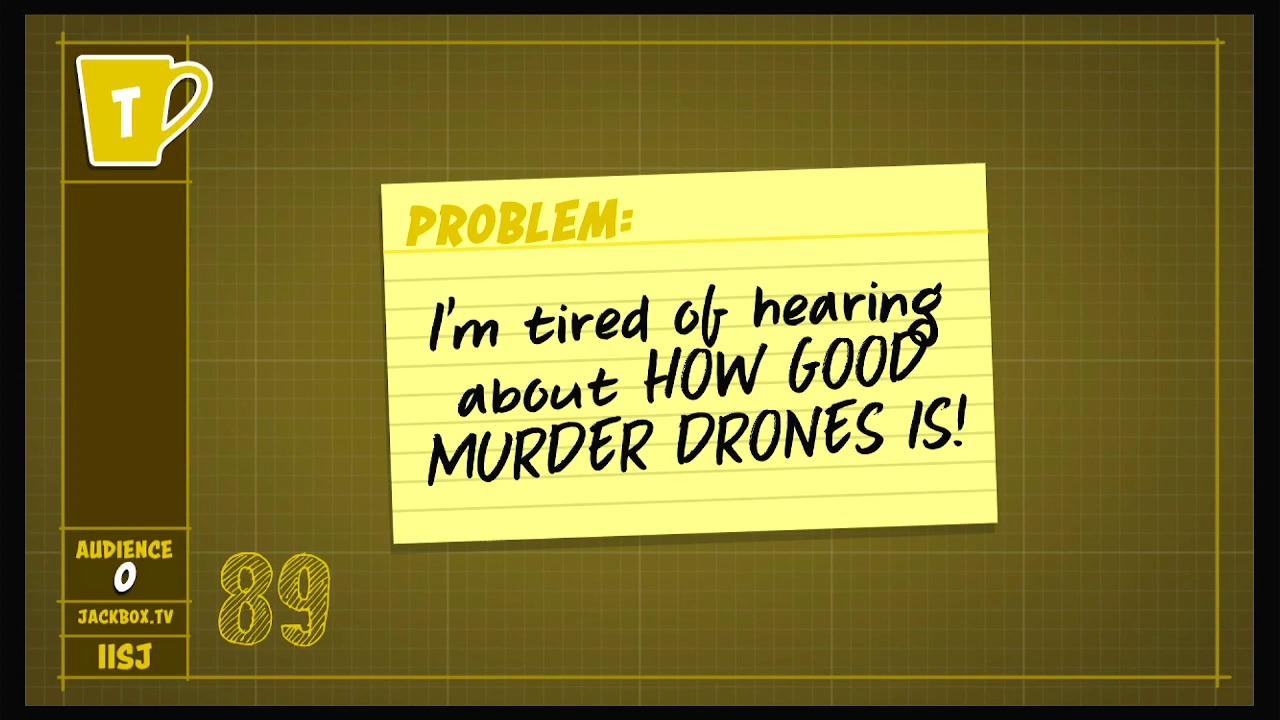 T
PROBLEM:
I'm tired of hearing
about HOW GOOD
MURDER DRONES IS!
AUDIENCE
0
JACKBOX.TV
IISJ
89